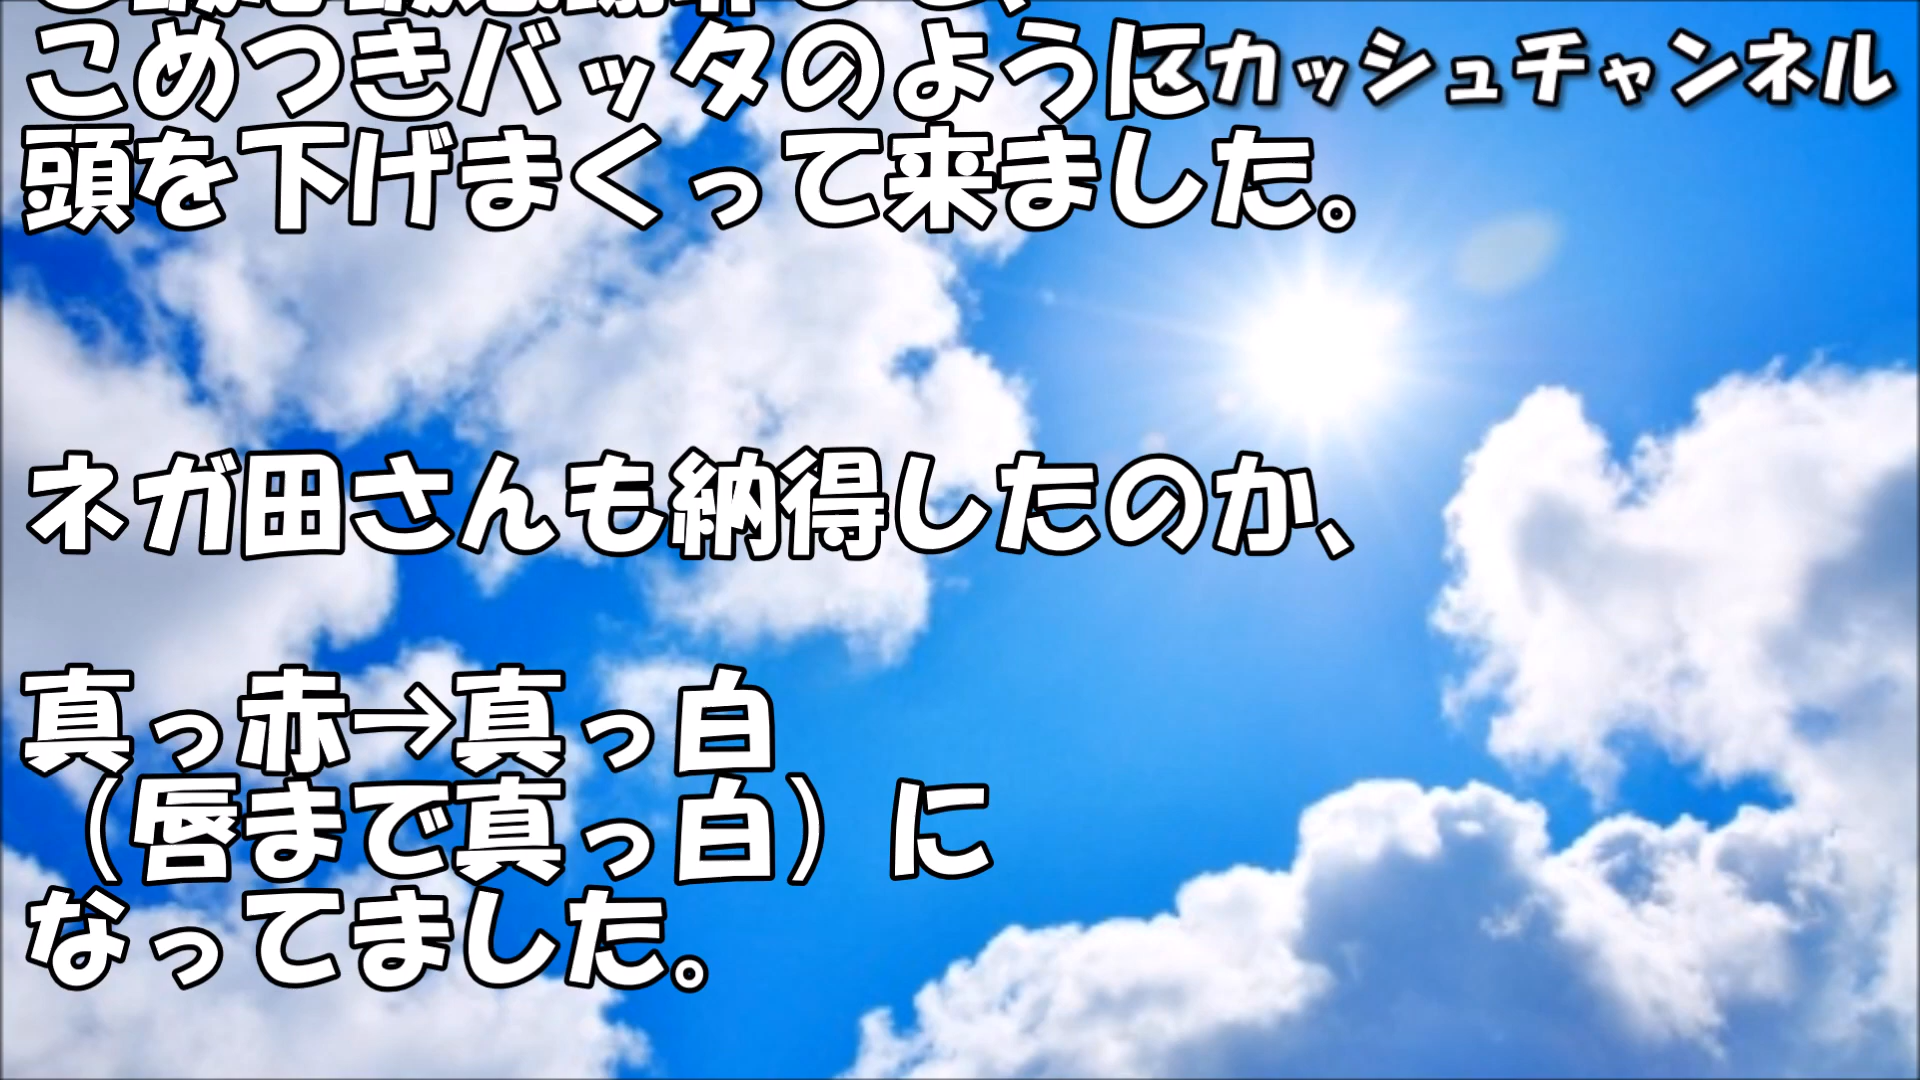 こめつきバッタのように
カッシュチャンネル
頭を下げまくって来ました。
ネガ田さんも納得したのか、
真っ赤→真っ白
（唇まで真っ白）に
なってました。